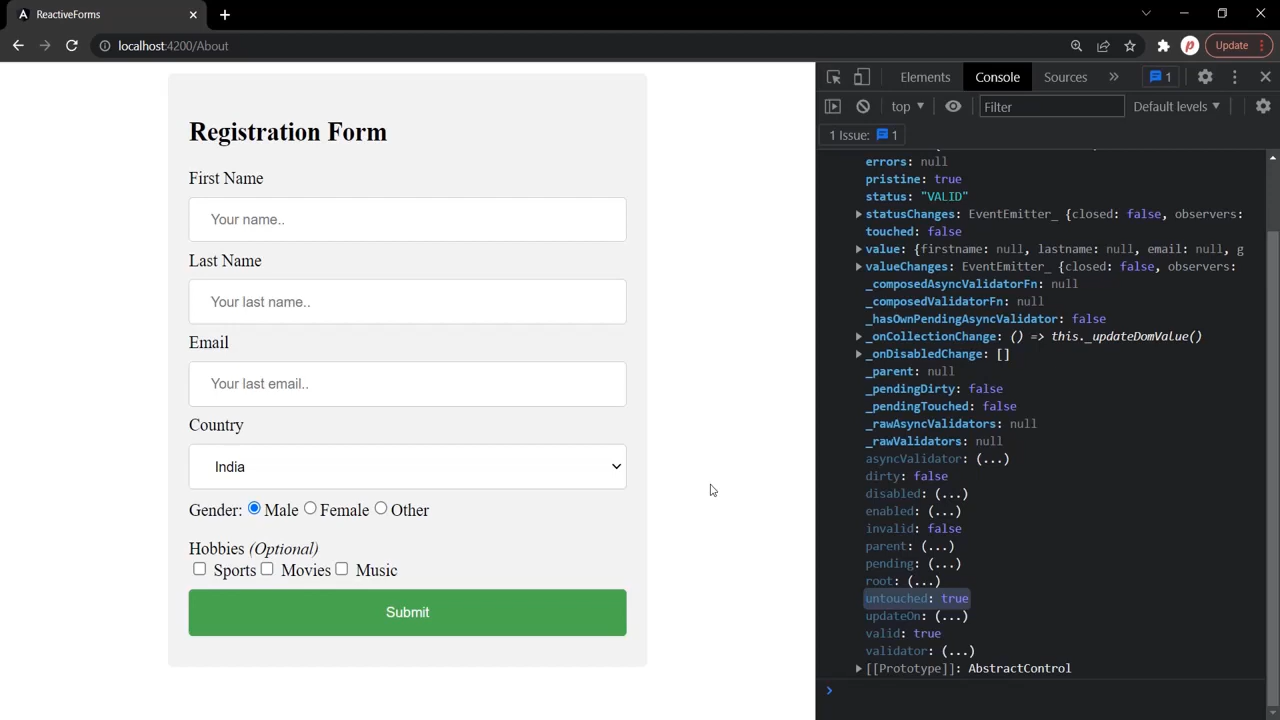 ReactiveForms
localhost:4200/About
Update
Registration Form
First Name
Your name..
Last Name
Your last name..
Email
Your last email..
Country
India
Gender: Male Female Other
Hobbies (Optional)
Sports Movies Music
Submit
Elements Console Sources » 1
top Filter Default levels
1 Issue: 1
errors: null
pristine: true
status: "VALID"
statusChanges: EventEmitter_ {closed: false, observers:
touched: false
value: {firstname: null, lastname: null, email: null, g
valueChanges: EventEmitter_ {closed: false, observers:
_composedAsyncValidatorFn: null
_composedValidatorFn: null
_hasOwnPendingAsyncValidator: false
_onCollectionChange: () => this._updateDomValue()
_onDisabledChange: []
_parent: null
_pendingDirty: false
_pendingTouched: false
_rawAsyncValidators: null
_rawValidators: null
asyncValidator: (...)
dirty: false
disabled: (...)
enabled: (...)
invalid: false
parent: (...)
pending: (...)
root: (...)
untouched: true
updateOn: (...)
valid: true
validator: (...)
[[Prototype]]: AbstractControl